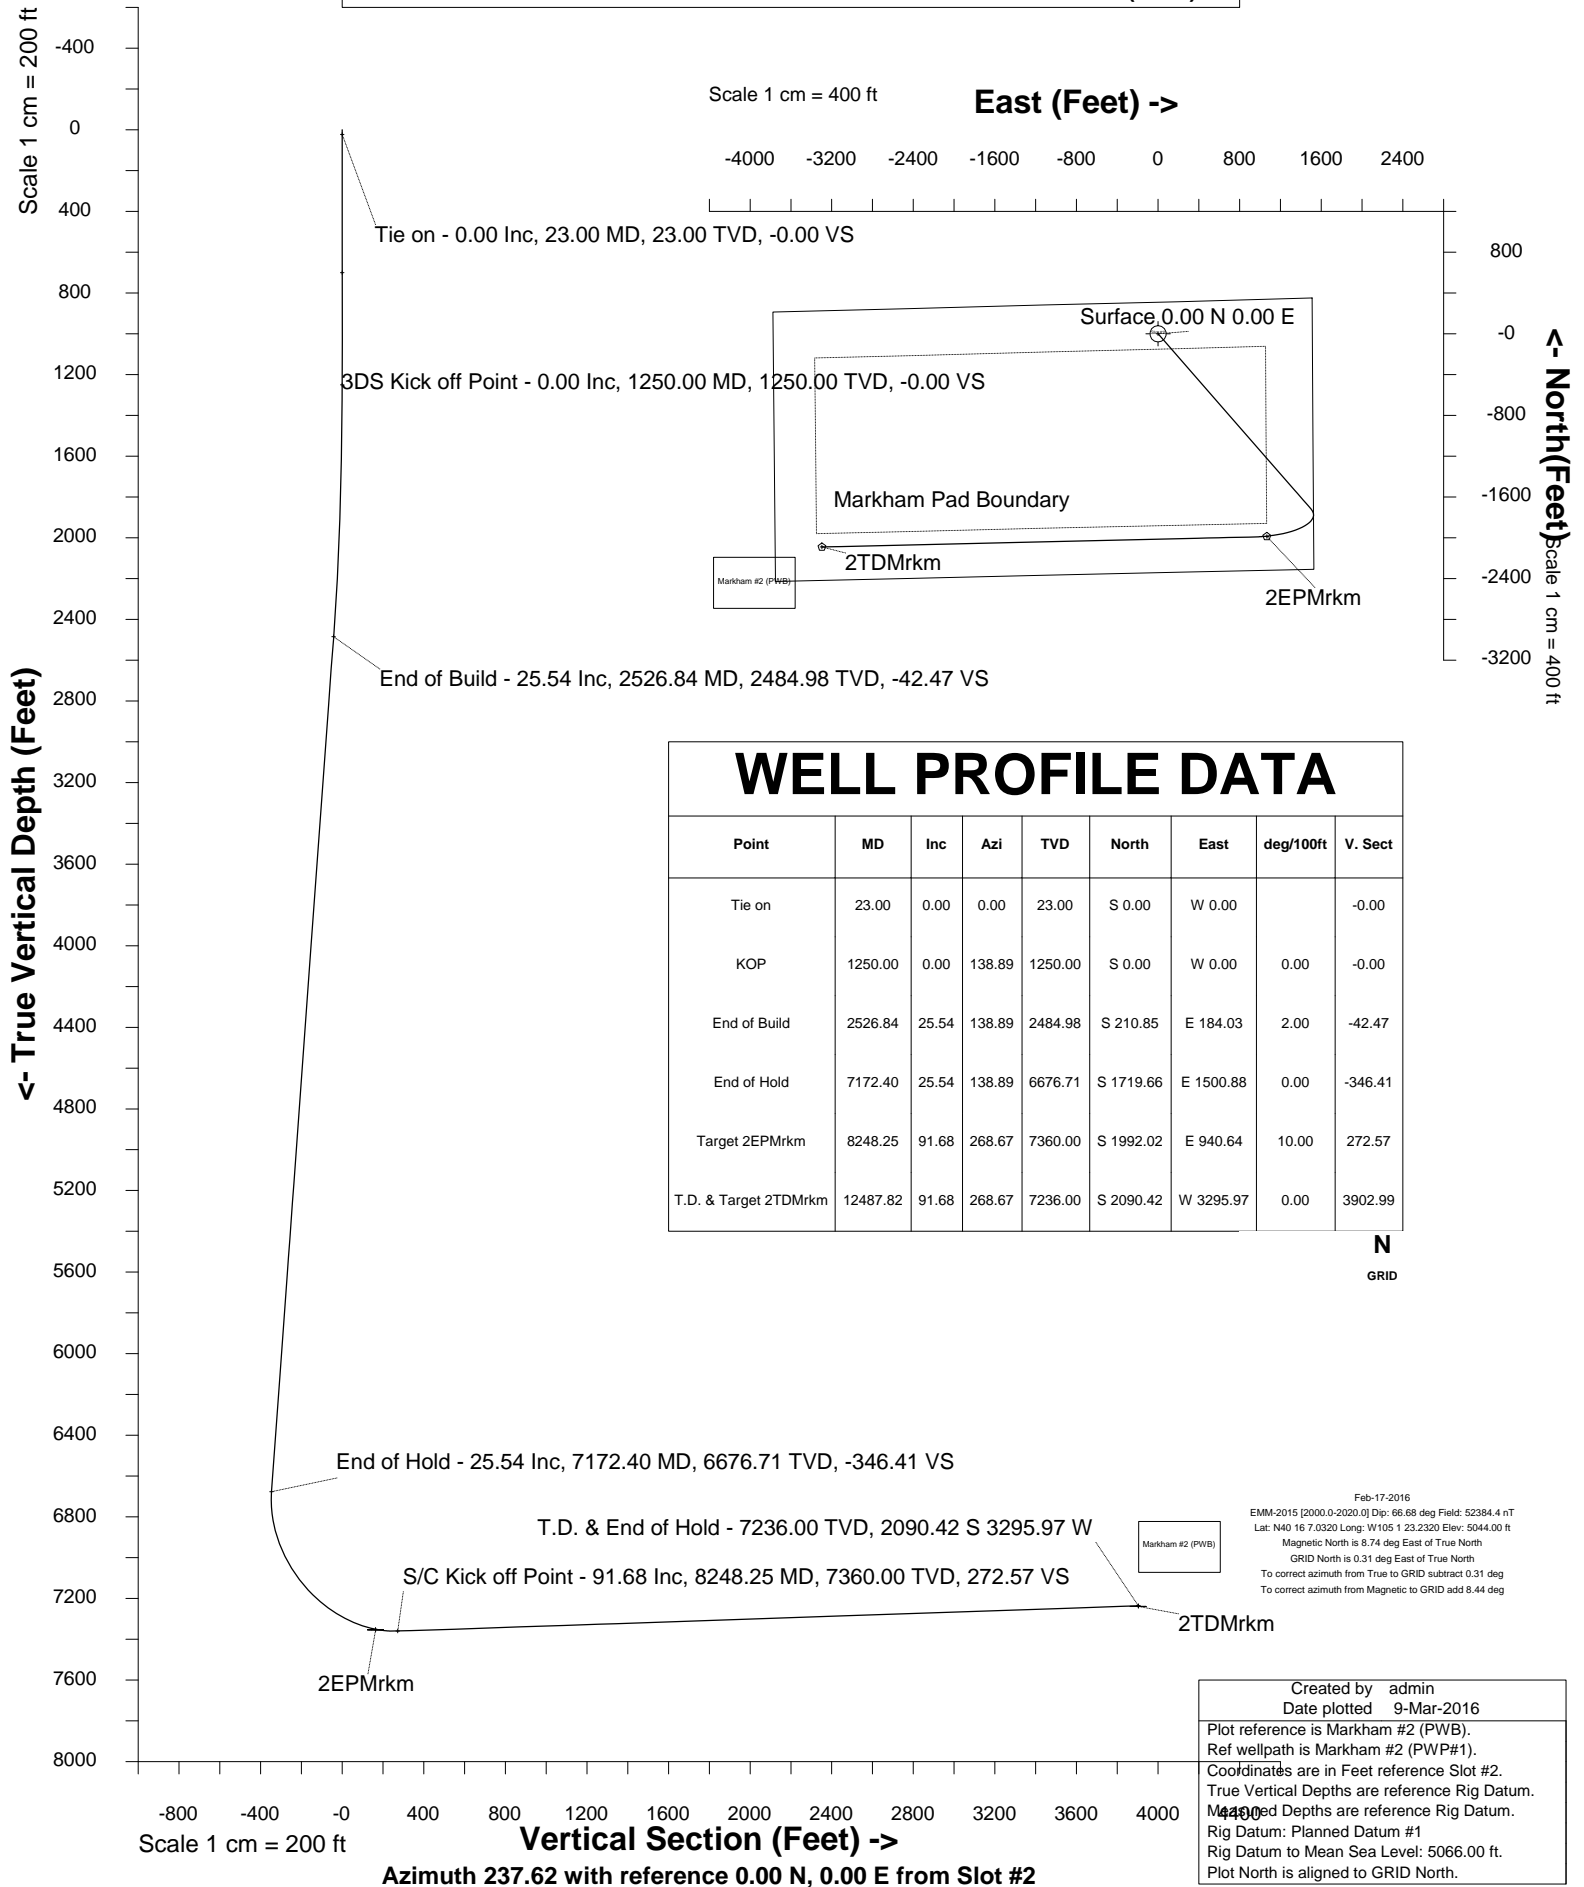 Scale 1 cm = 200 ft
-400
0
400
800
1200
1600
2000
2400
2800
3200
3600
4000
4400
4800
5200
5600
6000
6400
6800
7200
7600
8000
<- True Vertical Depth (Feet)
Scale 1 cm = 400 ft
East (Feet) ->
-4000 -3200 -2400 -1600 -800 0 800 1600 2400
800
-0
-800
-1600
-2400
-3200
<- North(Feet)
Scale 1 cm = 400 ft
Tie on - 0.00 Inc, 23.00 MD, 23.00 TVD, -0.00 VS
Surface 0.00 N 0.00 E
3DS Kick off Point - 0.00 Inc, 1250.00 MD, 1250.00 TVD, -0.00 VS
Markham Pad Boundary
2TDMrkm
Markham #2 (PWB)
2EPMrkm
End of Build - 25.54 Inc, 2526.84 MD, 2484.98 TVD, -42.47 VS
WELL PROFILE DATA
Point MD Inc Azi TVD North East deg/100ft V. Sect
Tie on 23.00 0.00 0.00 23.00 S 0.00 W 0.00 -0.00
KOP 1250.00 0.00 138.89 1250.00 S 0.00 W 0.00 0.00 -0.00
End of Build 2526.84 25.54 138.89 2484.98 S 210.85 E 184.03 2.00 -42.47
End of Hold 7172.40 25.54 138.89 6676.71 S 1719.66 E 1500.88 0.00 -346.41
Target 2EPMrkm 8248.25 91.68 268.67 7360.00 S 1992.02 E 940.64 10.00 272.57
T.D. & Target 2TDMrkm 12487.82 91.68 268.67 7236.00 S 2090.42 W 3295.97 0.00 3902.99
N
GRID
End of Hold - 25.54 Inc, 7172.40 MD, 6676.71 TVD, -346.41 VS
T.D. & End of Hold - 7236.00 TVD, 2090.42 S 3295.97 W
Markham #2 (PWB)
S/C Kick off Point - 91.68 Inc, 8248.25 MD, 7360.00 TVD, 272.57 VS
2TDMrkm
2EPMrkm
Feb-17-2016
EMM-2015 [2000.0-2020.0] Dip: 66.68 deg Field: 52384.4 nT
Lat: N40 16 7.0320 Long: W105 1 23.2320 Elev: 5044.00 ft
Magnetic North is 8.74 deg East of True North
GRID North is 0.31 deg East of True North
To correct azimuth from True to GRID subtract 0.31 deg
To correct azimuth from Magnetic to GRID add 8.44 deg
Created by admin
Date plotted 9-Mar-2016
Plot reference is Markham #2 (PWB).
Ref wellpath is Markham #2 (PWP#1).
Coordinates are in Feet reference Slot #2.
True Vertical Depths are reference Rig Datum.
Measured Depths are reference Rig Datum.
Rig Datum: Planned Datum #1
Rig Datum to Mean Sea Level: 5066.00 ft.
Plot North is aligned to GRID North.
-800 -400 -0 400 800 1200 1600 2000 2400 2800 3200 3600 4000 4400
Scale 1 cm = 200 ft
Vertical Section (Feet) ->
Azimuth 237.62 with reference 0.00 N, 0.00 E from Slot #2